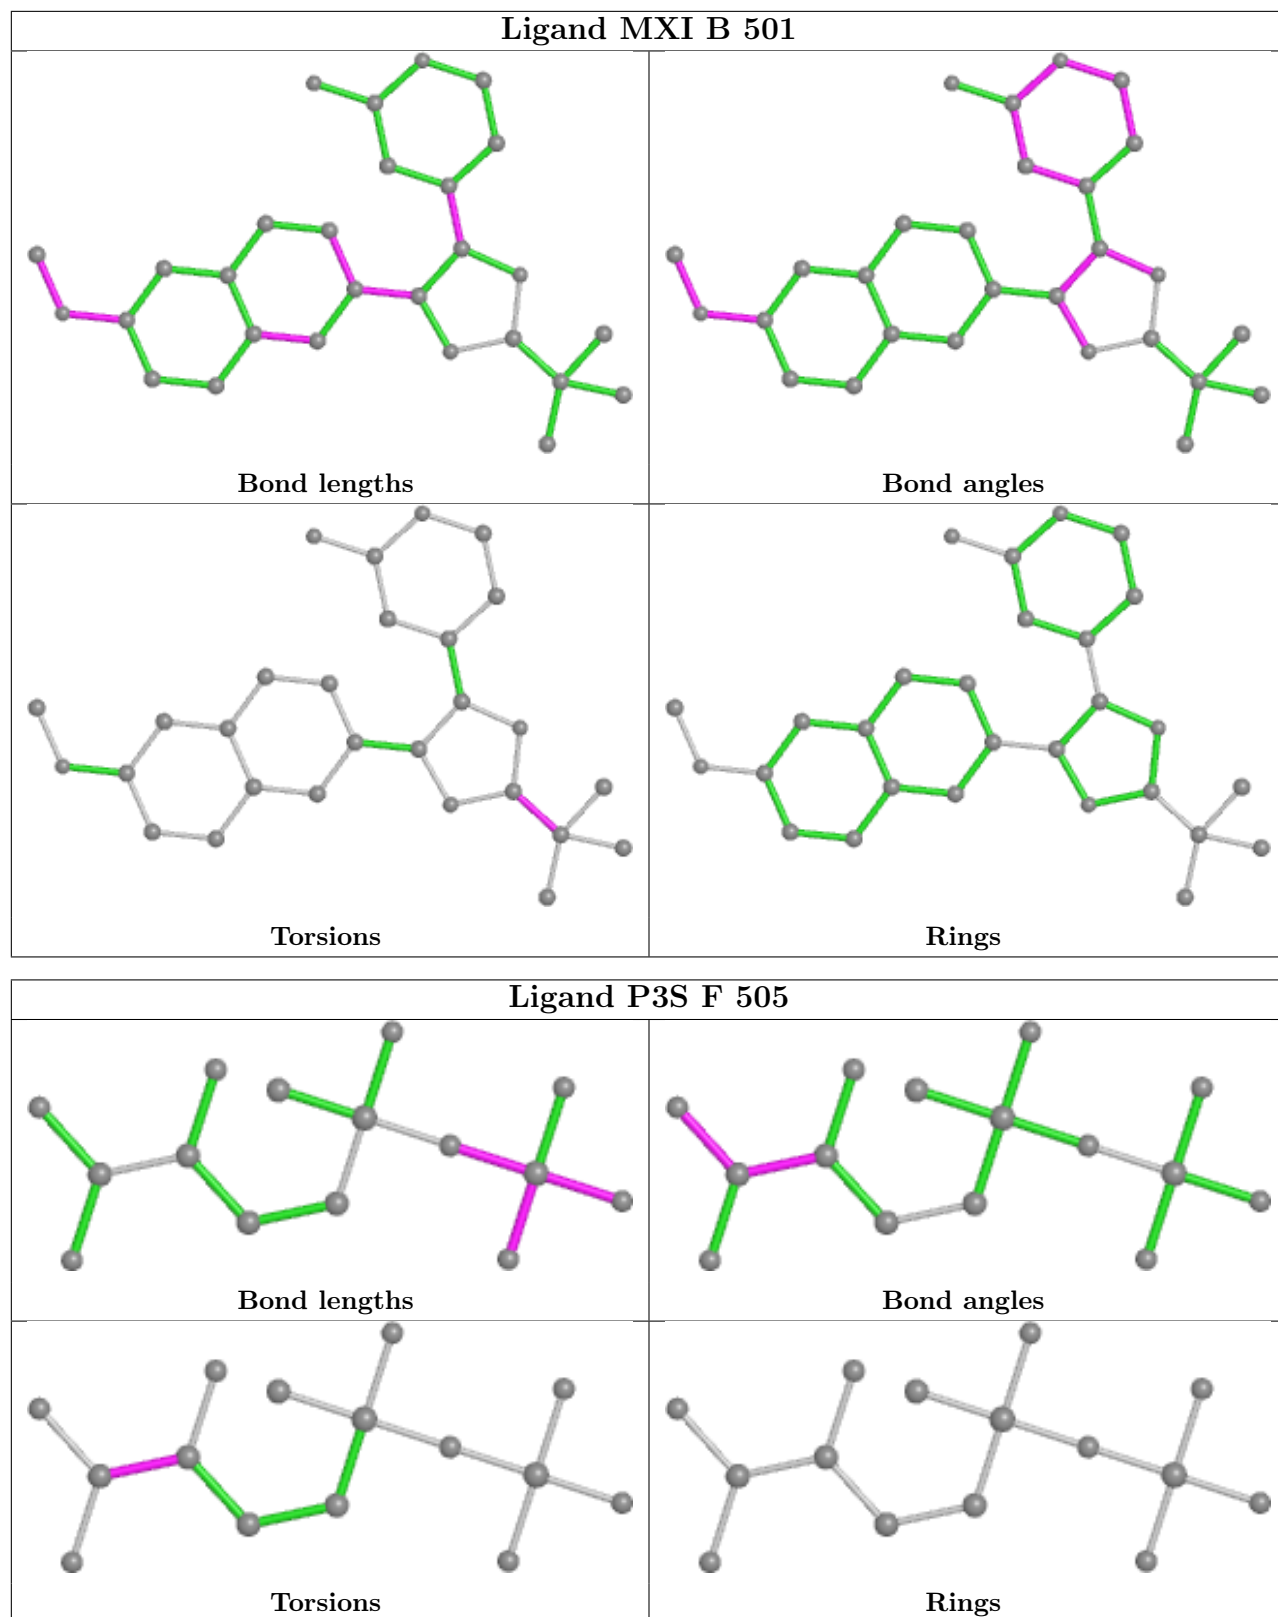 Ligand MXI B 501
Bond lengths
Bond angles
Torsions
Rings
Ligand P3S F 505
Bond lengths
Bond angles
Torsions
Rings